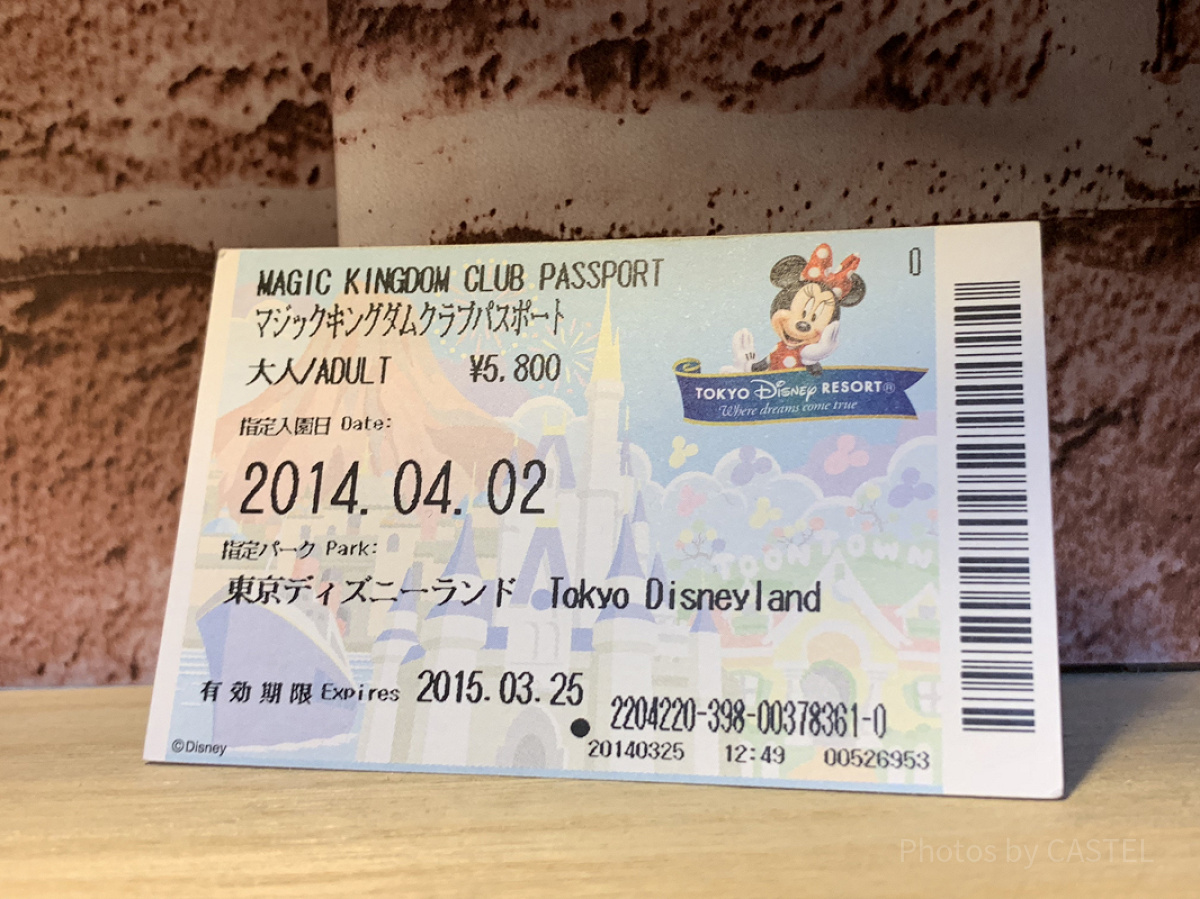 MAGIC KINGDOM CLUB PASSPORT
マジックキングダムクラブパスポート
大人/ADULT ¥5,800
0
TOKYO Disney RESORT®
Where dreams come true
指定入園日 Date:
2014.04.02
指定パーク Park:
TOONTOWN
東京ディズニーランド Tokyo Disneyland
有効期限 Expires 2015.03.25
2204220-398-00378361-0
20140325 12:49 00526953
©Disney
Photos by CASTEL